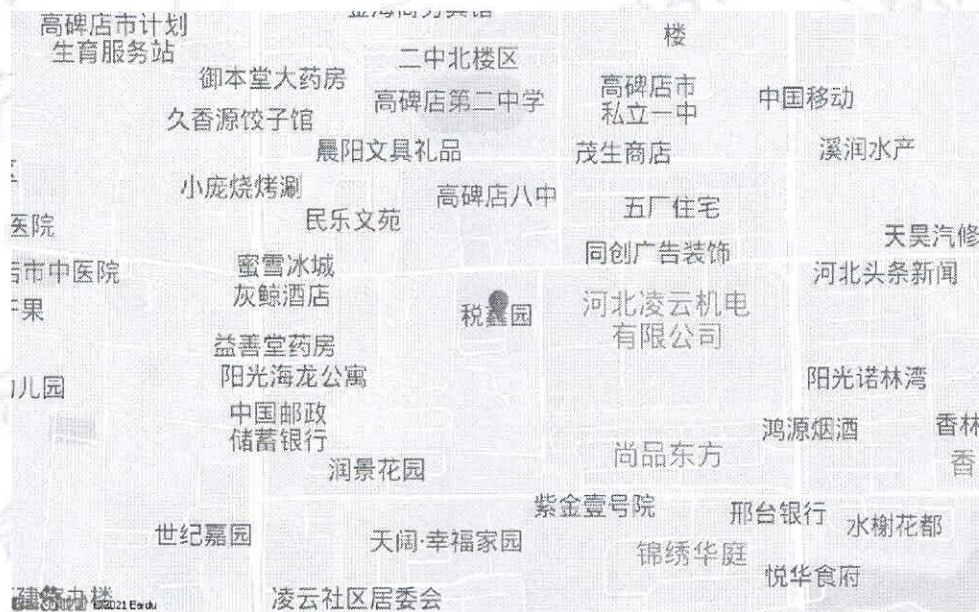 高碑店市计划
生育服务站
楼
二中北楼区
御本堂大药房
高碑店第二中学
高碑店市
私立一中
中国移动
久香源饺子馆
晨阳文具礼品
茂生商店
溪润水产
小庞烧烤涮
高碑店八中
民乐文苑
五厂住宅
医院
天昊汽修
同创广告装饰
蜜雪冰城
市中医院
河北头条新闻
灰鲸酒店
河北凌云机电
有限公司
果
税鑫园
益善堂药房
阳光海龙公寓
儿园
阳光诺林湾
中国邮政
储蓄银行
鸿源烟酒
香林
尚品东方
香
润景花园
紫金壹号院
邢台银行
水榭花都
世纪嘉园
天阔·幸福家园
锦绣华庭
悦华食府
凌云社区居委会